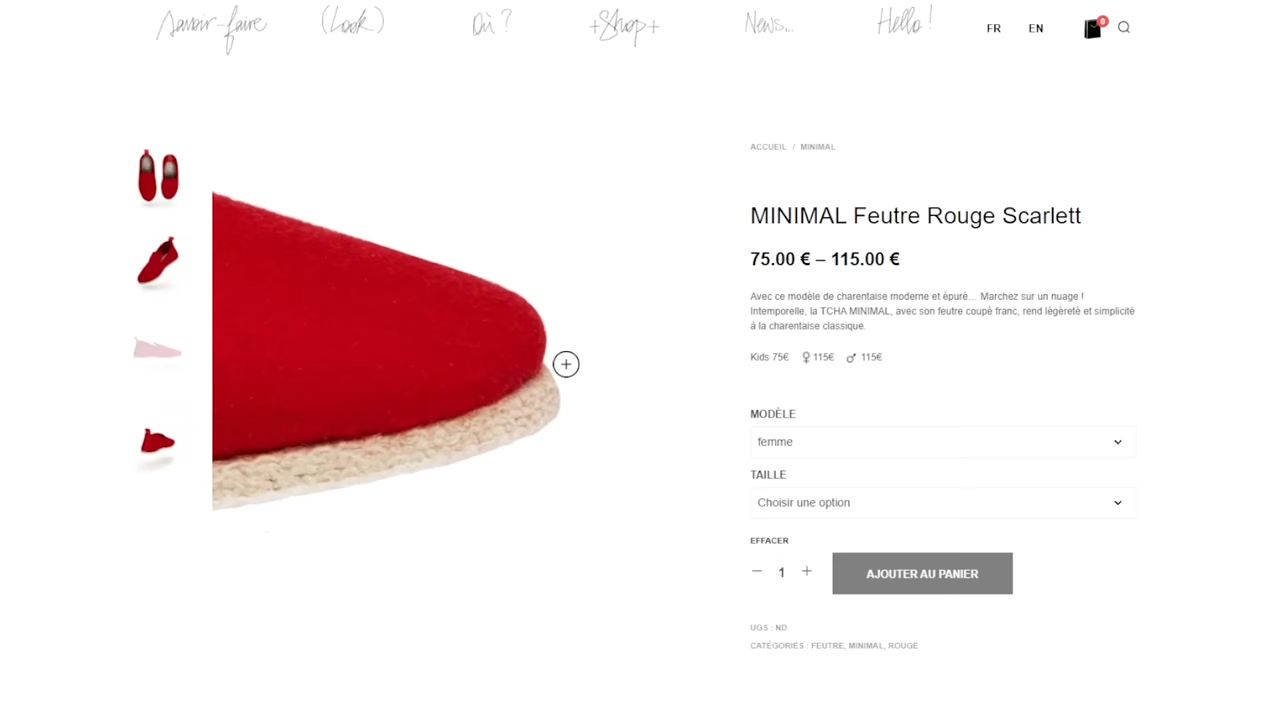 Savoir-faire (Look) Où ? +Shop+ News... Hello ! FR EN 0
ACCUEIL / MINIMAL
MINIMAL Feutre Rouge Scarlett
75.00 € – 115.00 €
Avec ce modèle de charentaise moderne et épuré… Marchez sur un nuage !
Intemporelle, la TCHA MINIMAL, avec son feutre coupé franc, rend légèreté et simplicité
à la charentaise classique.
Kids 75€ ♀ 115€ ♂ 115€
MODÈLE
femme
TAILLE
Choisir une option
EFFACER
— 1 + AJOUTER AU PANIER
UGS : ND
CATÉGORIES : FEUTRE, MINIMAL, ROUGE